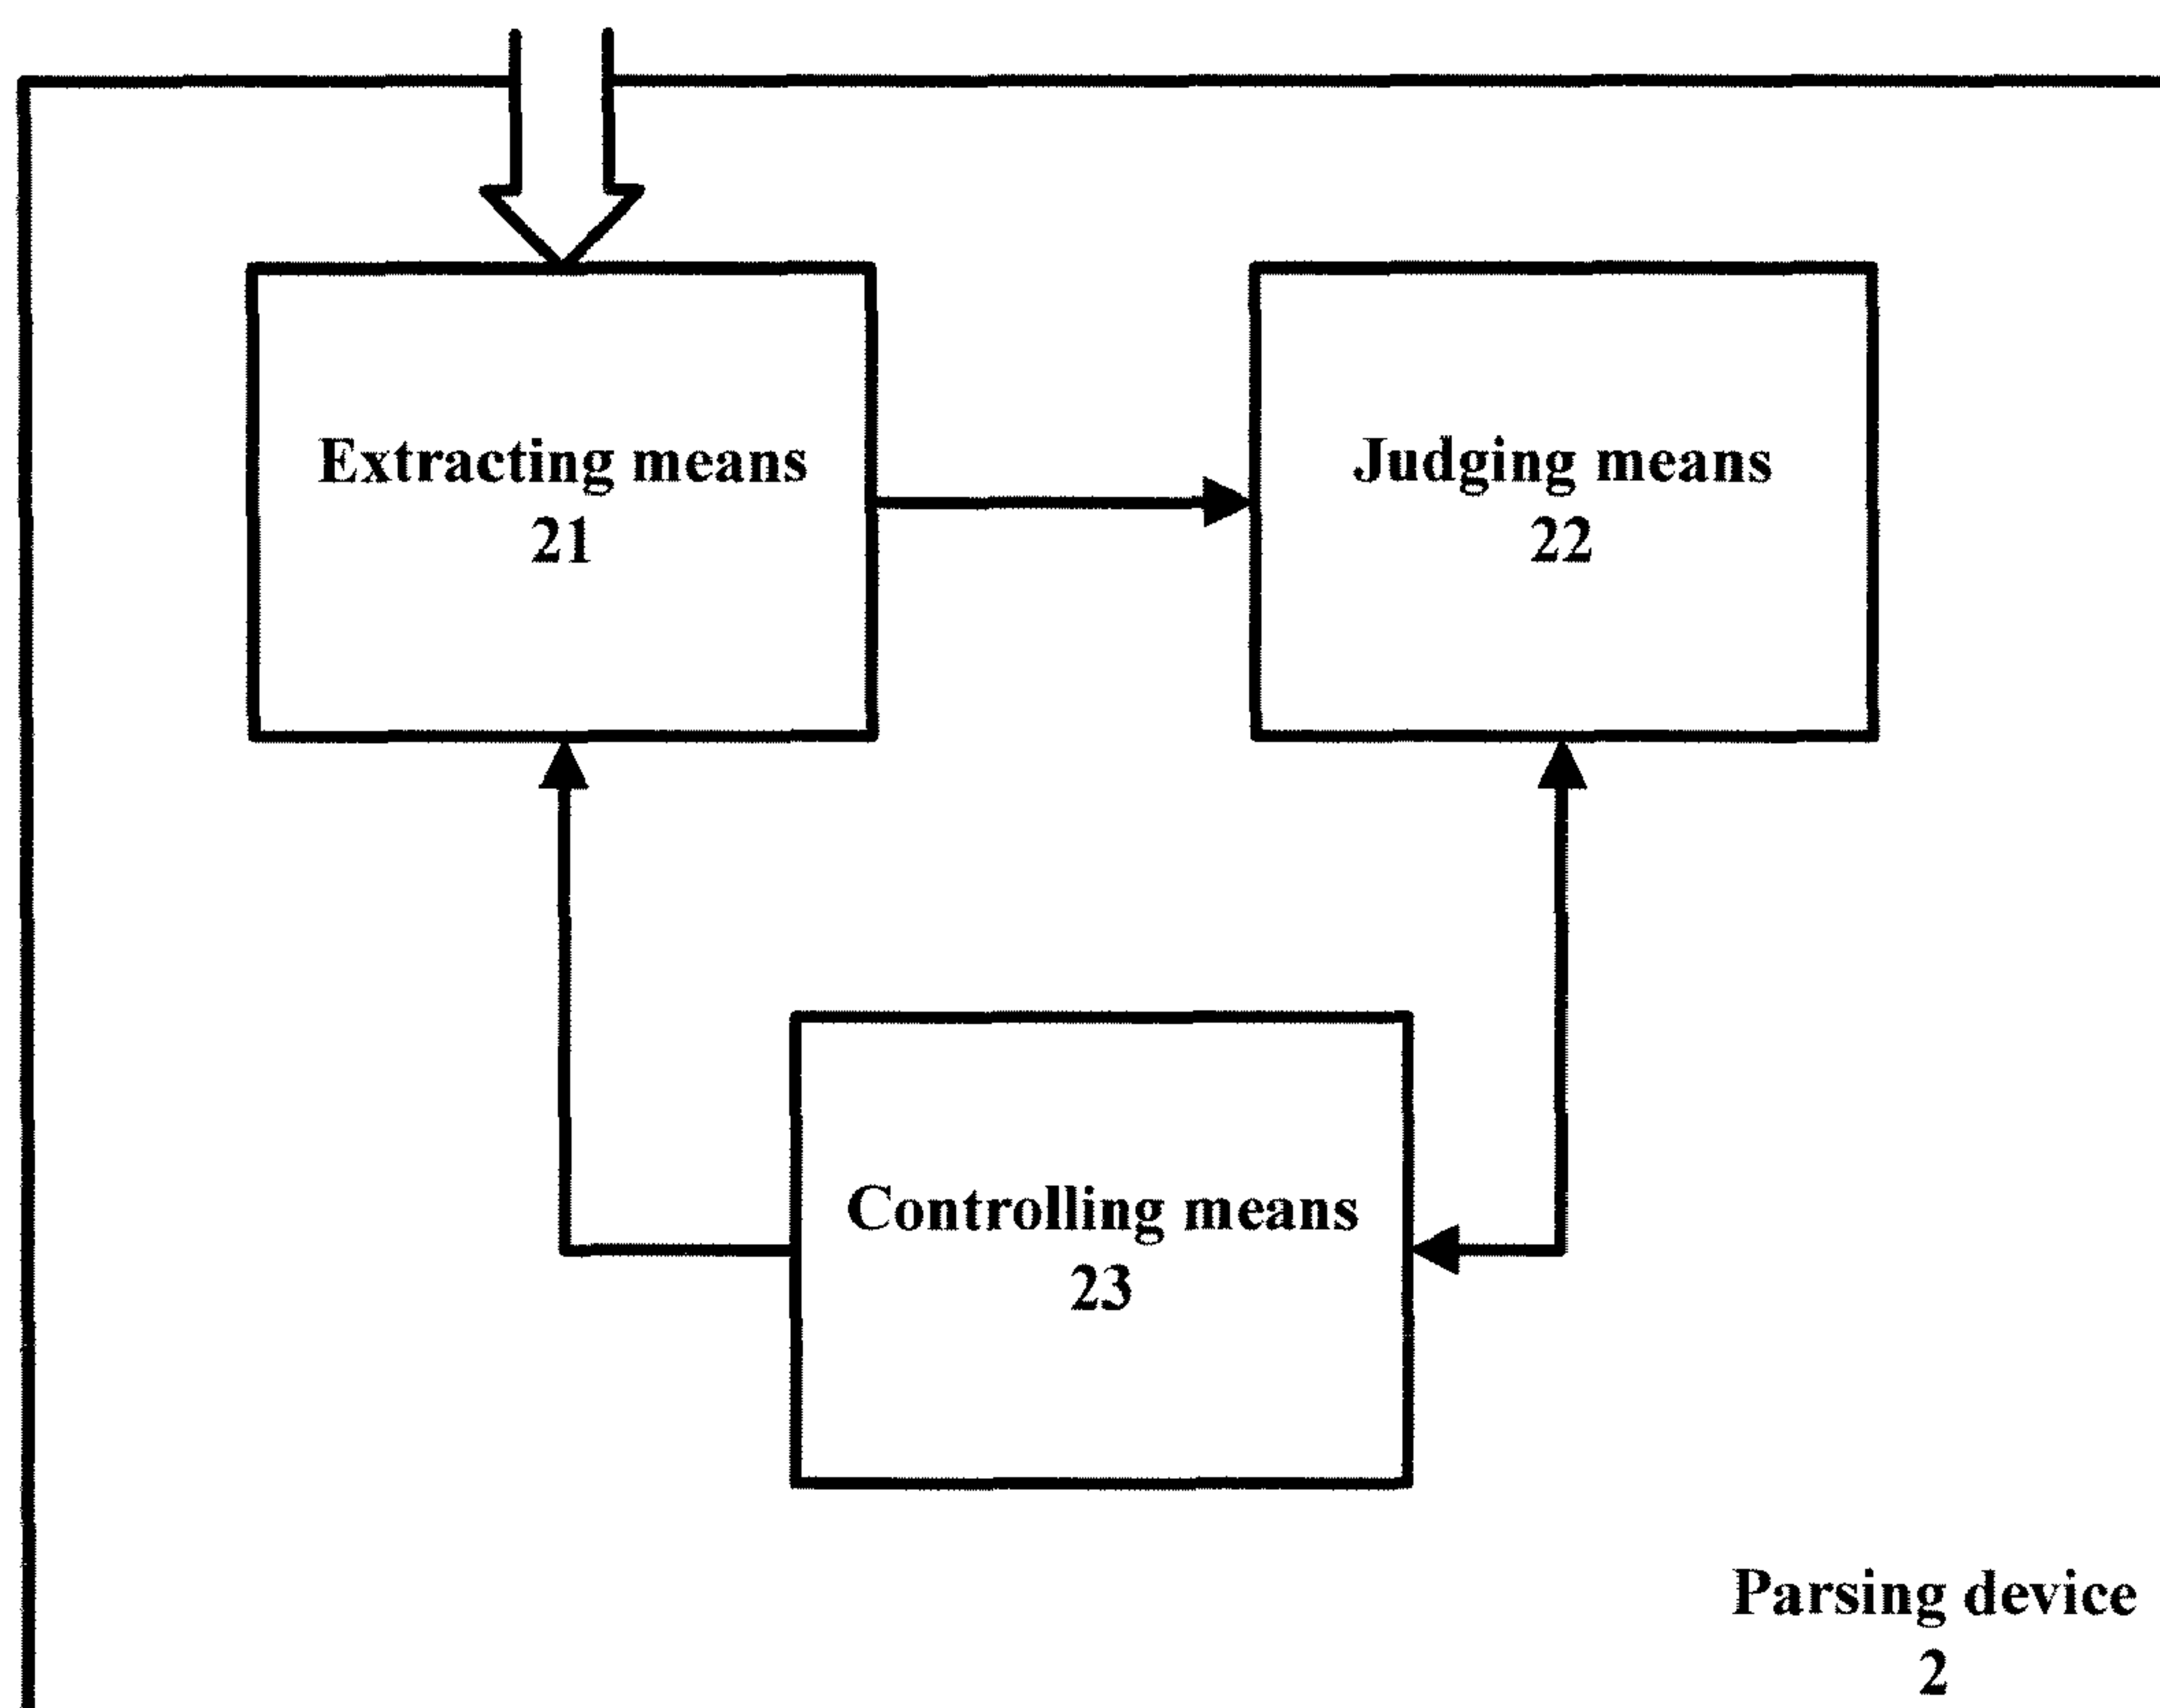 Extracting means
21
Judging means
22
Controlling means
23
Parsing device
2